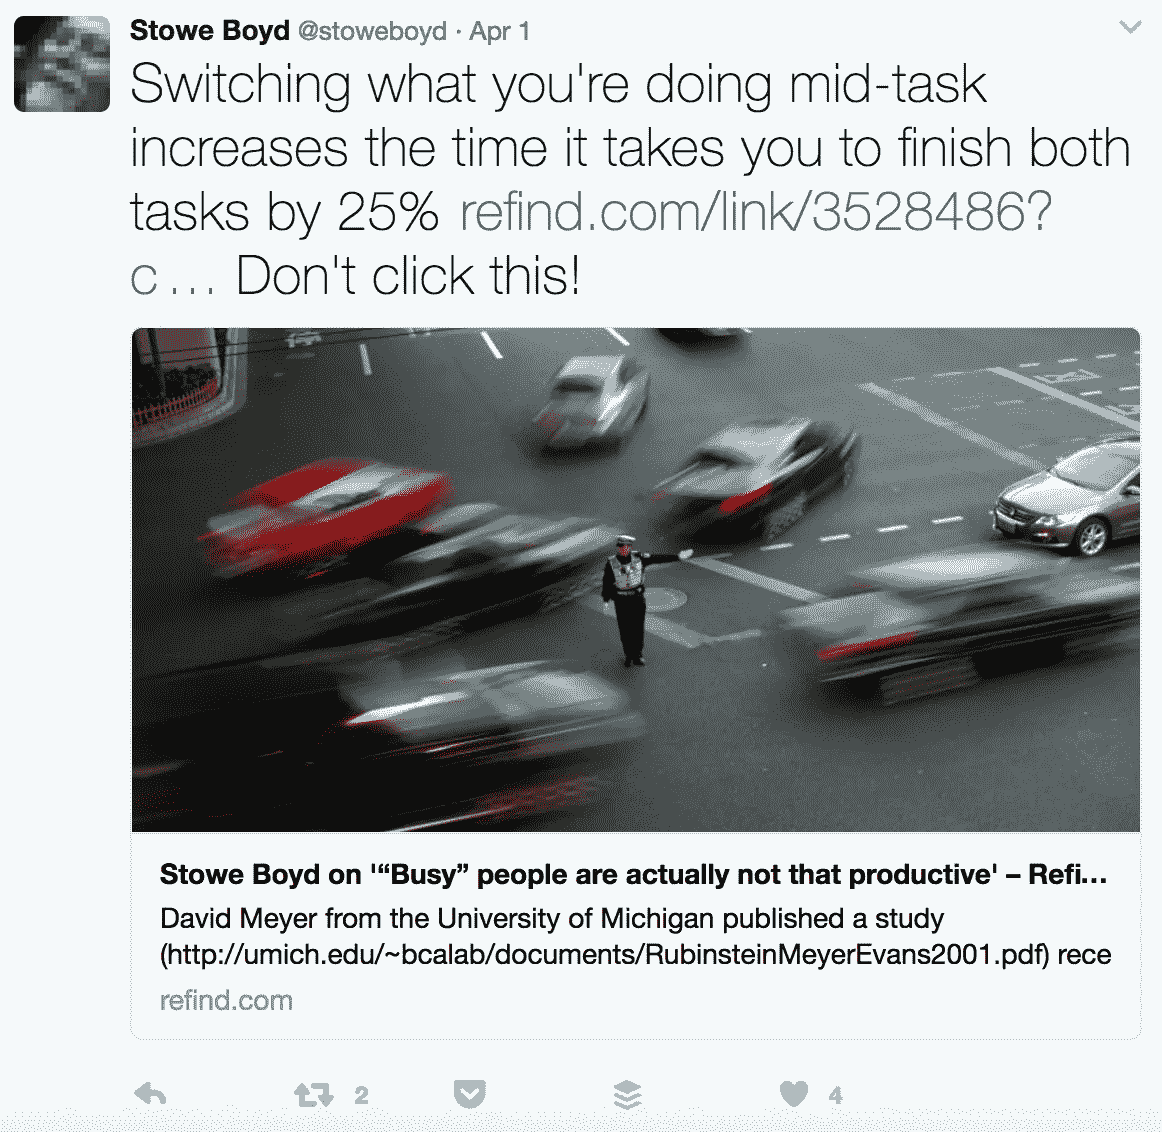 Stowe Boyd @stoweboyd · Apr 1
Switching what you're doing mid-task
increases the time it takes you to finish both
tasks by 25% refind.com/link/3528486?
c… Don't click this!
Stowe Boyd on '“Busy” people are actually not that productive' – Refi...
David Meyer from the University of Michigan published a study
(http://umich.edu/~bcalab/documents/RubinsteinMeyerEvans2001.pdf) rece
refind.com
2 4